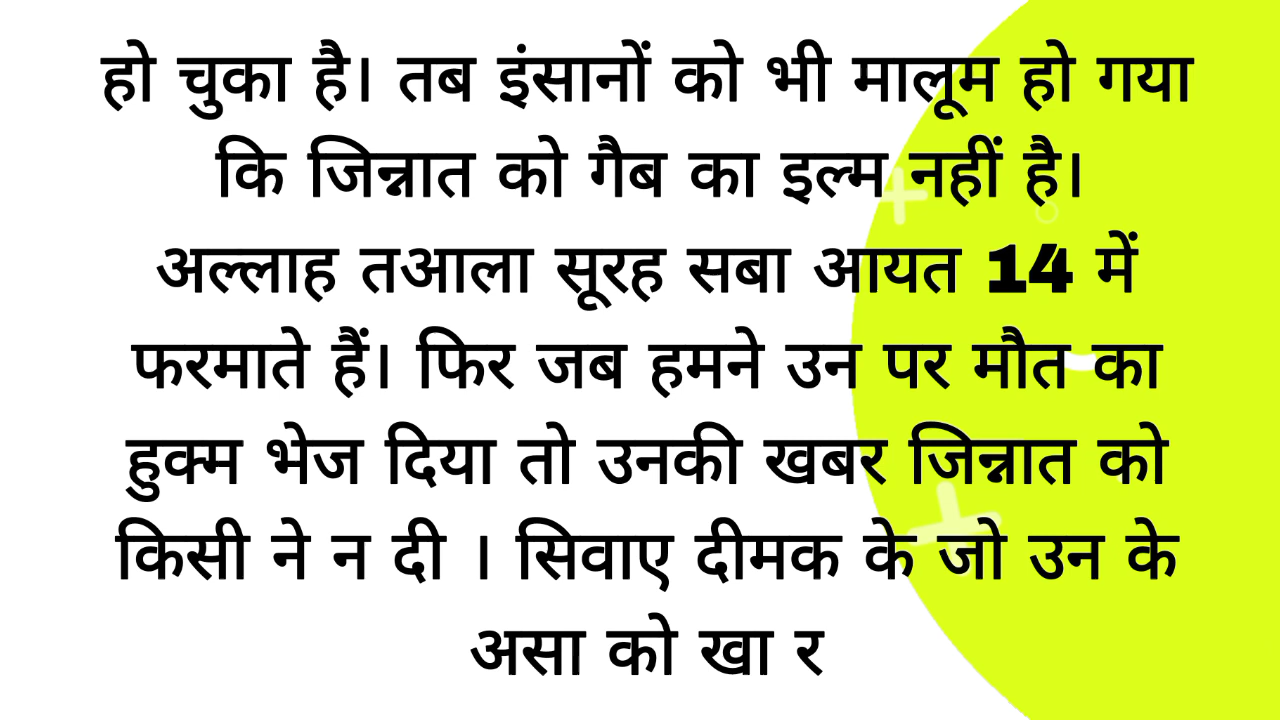 हो चुका है। तब इंसानों को भी मालूम हो गया
कि जिन्नात को गैब का इल्म नहीं है।
अल्लाह तआला सूरह सबा आयत 14 में
फरमाते हैं। फिर जब हमने उन पर मौत का
हुक्म भेज दिया तो उनकी खबर जिन्नात को
किसी ने न दी । सिवाए दीमक के जो उन के
असा को खा र